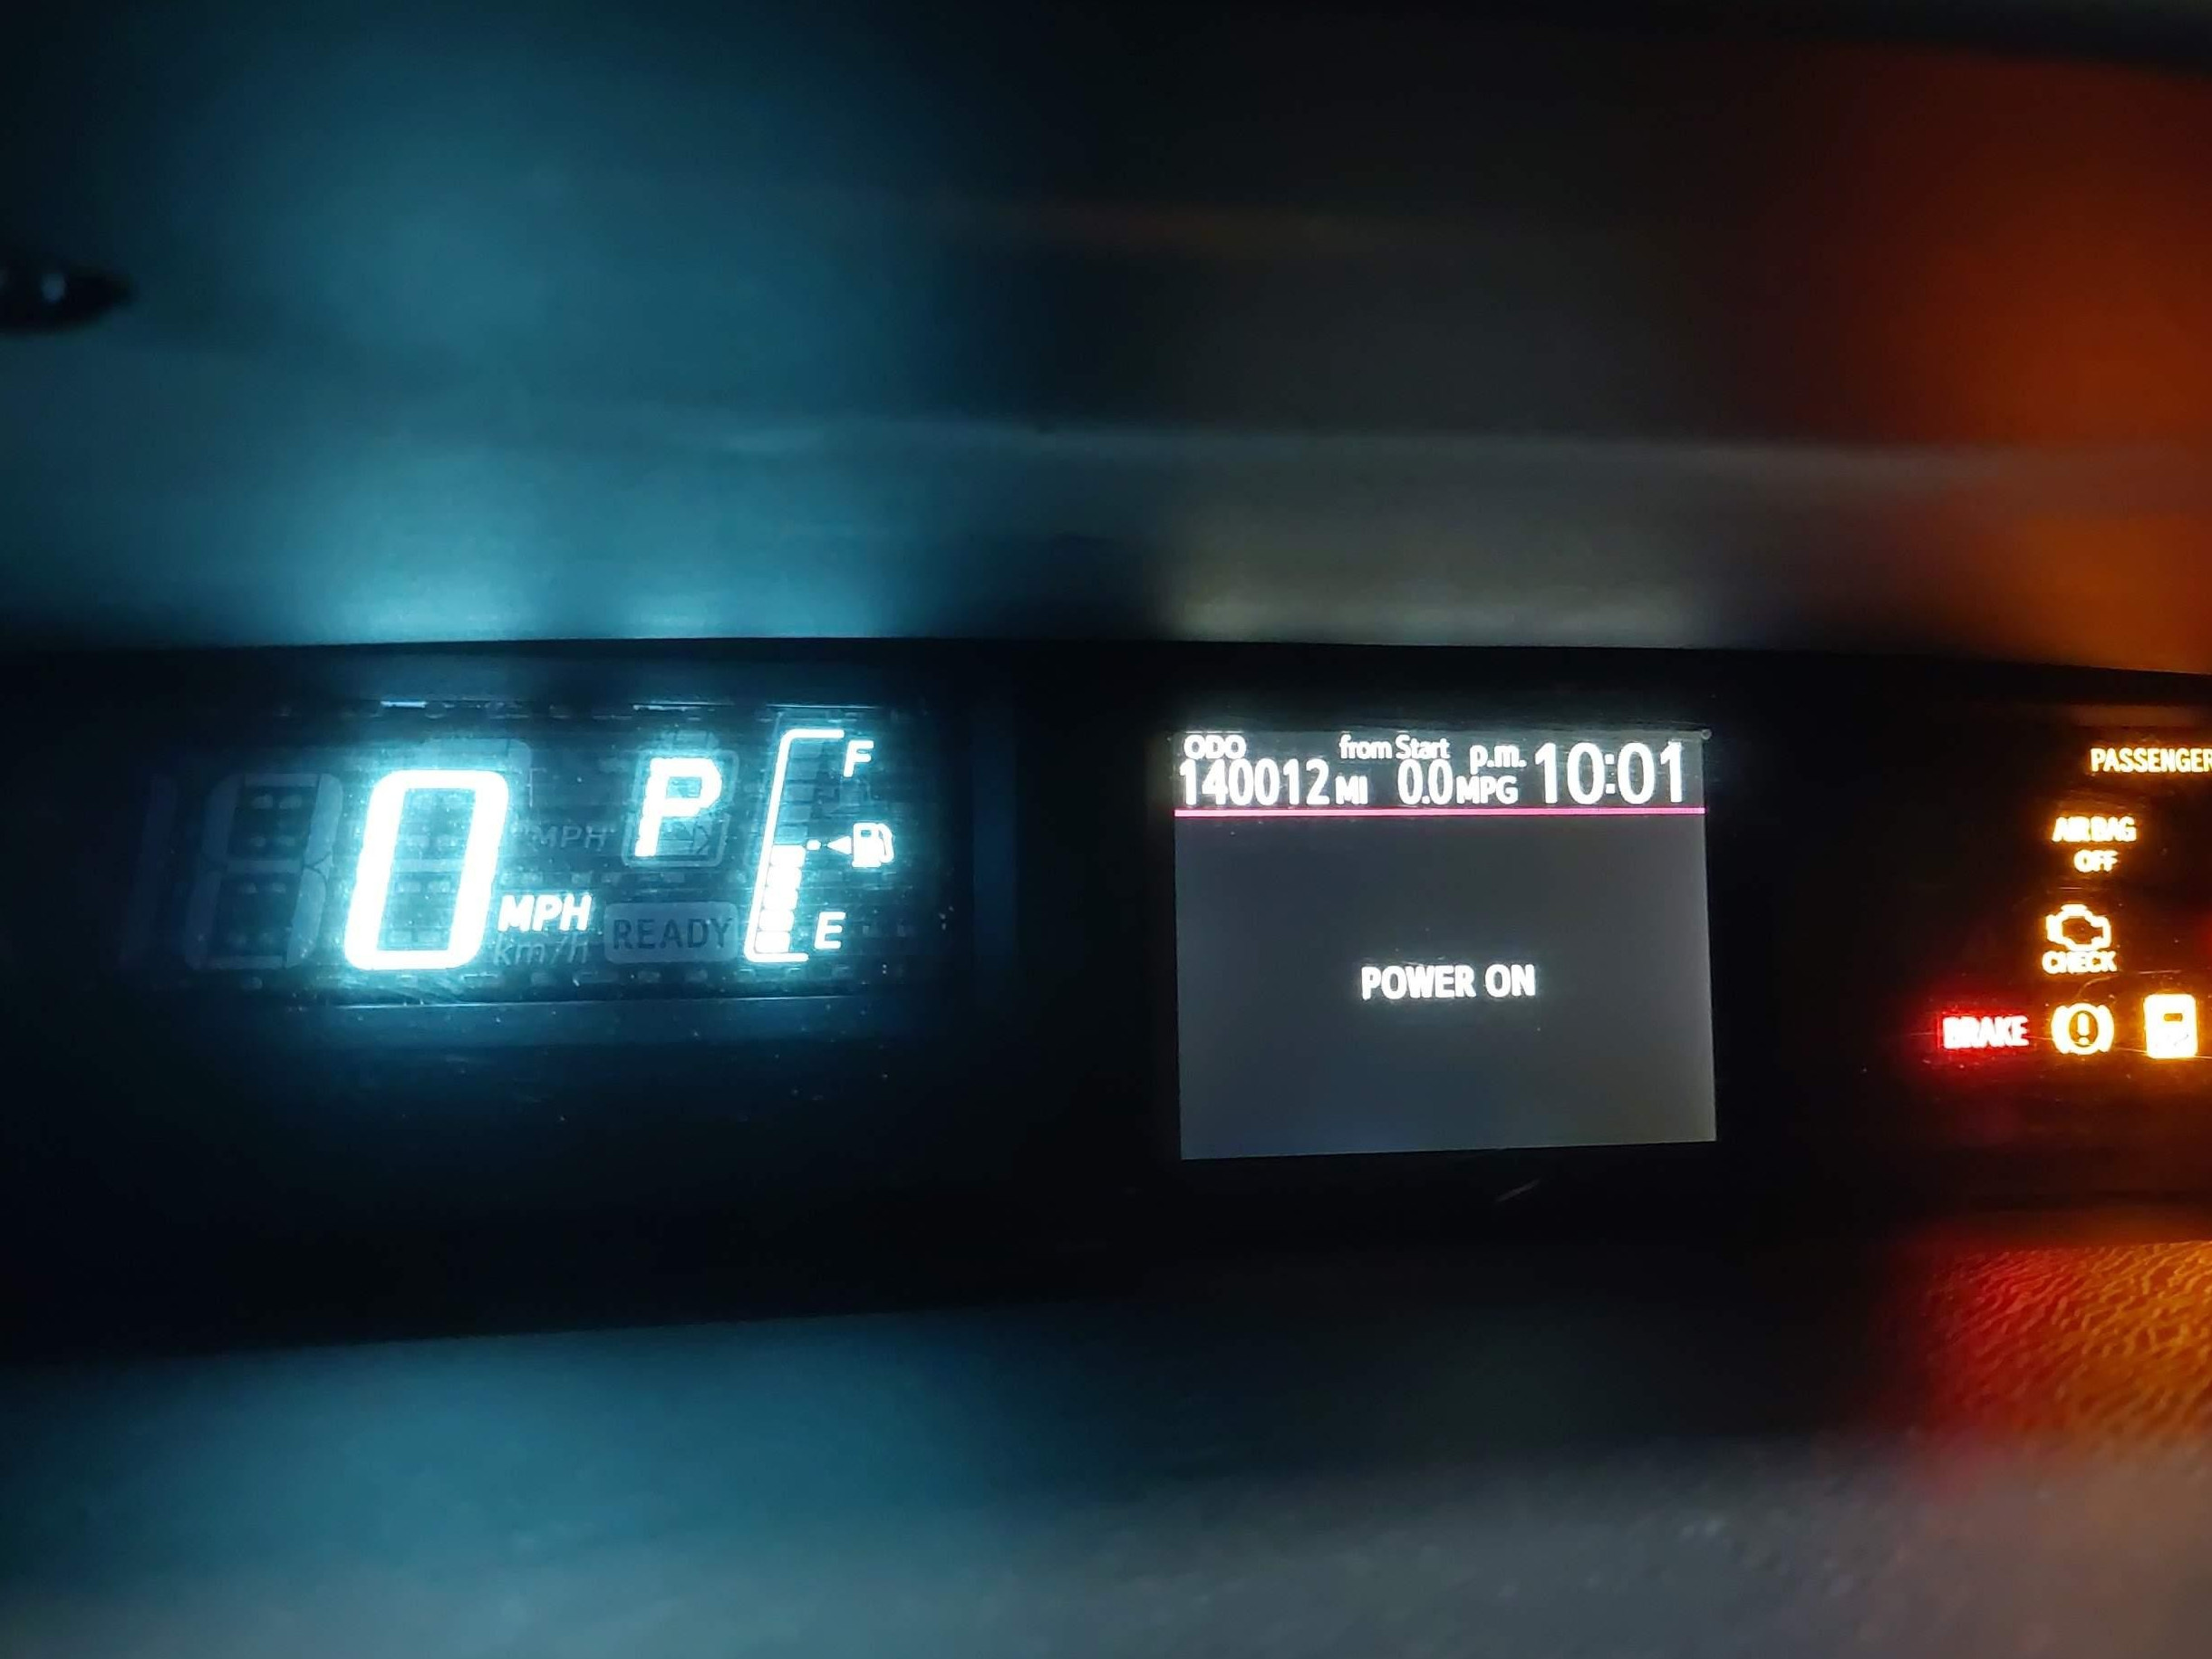 0 MPH
km/h
MPH
P
READY
F
E
ODO from Start p.m. 10:01
140012 MI 0.0 MPG
POWER ON
PASSENGER
AIR BAG
OFF
CHECK
BRAKE